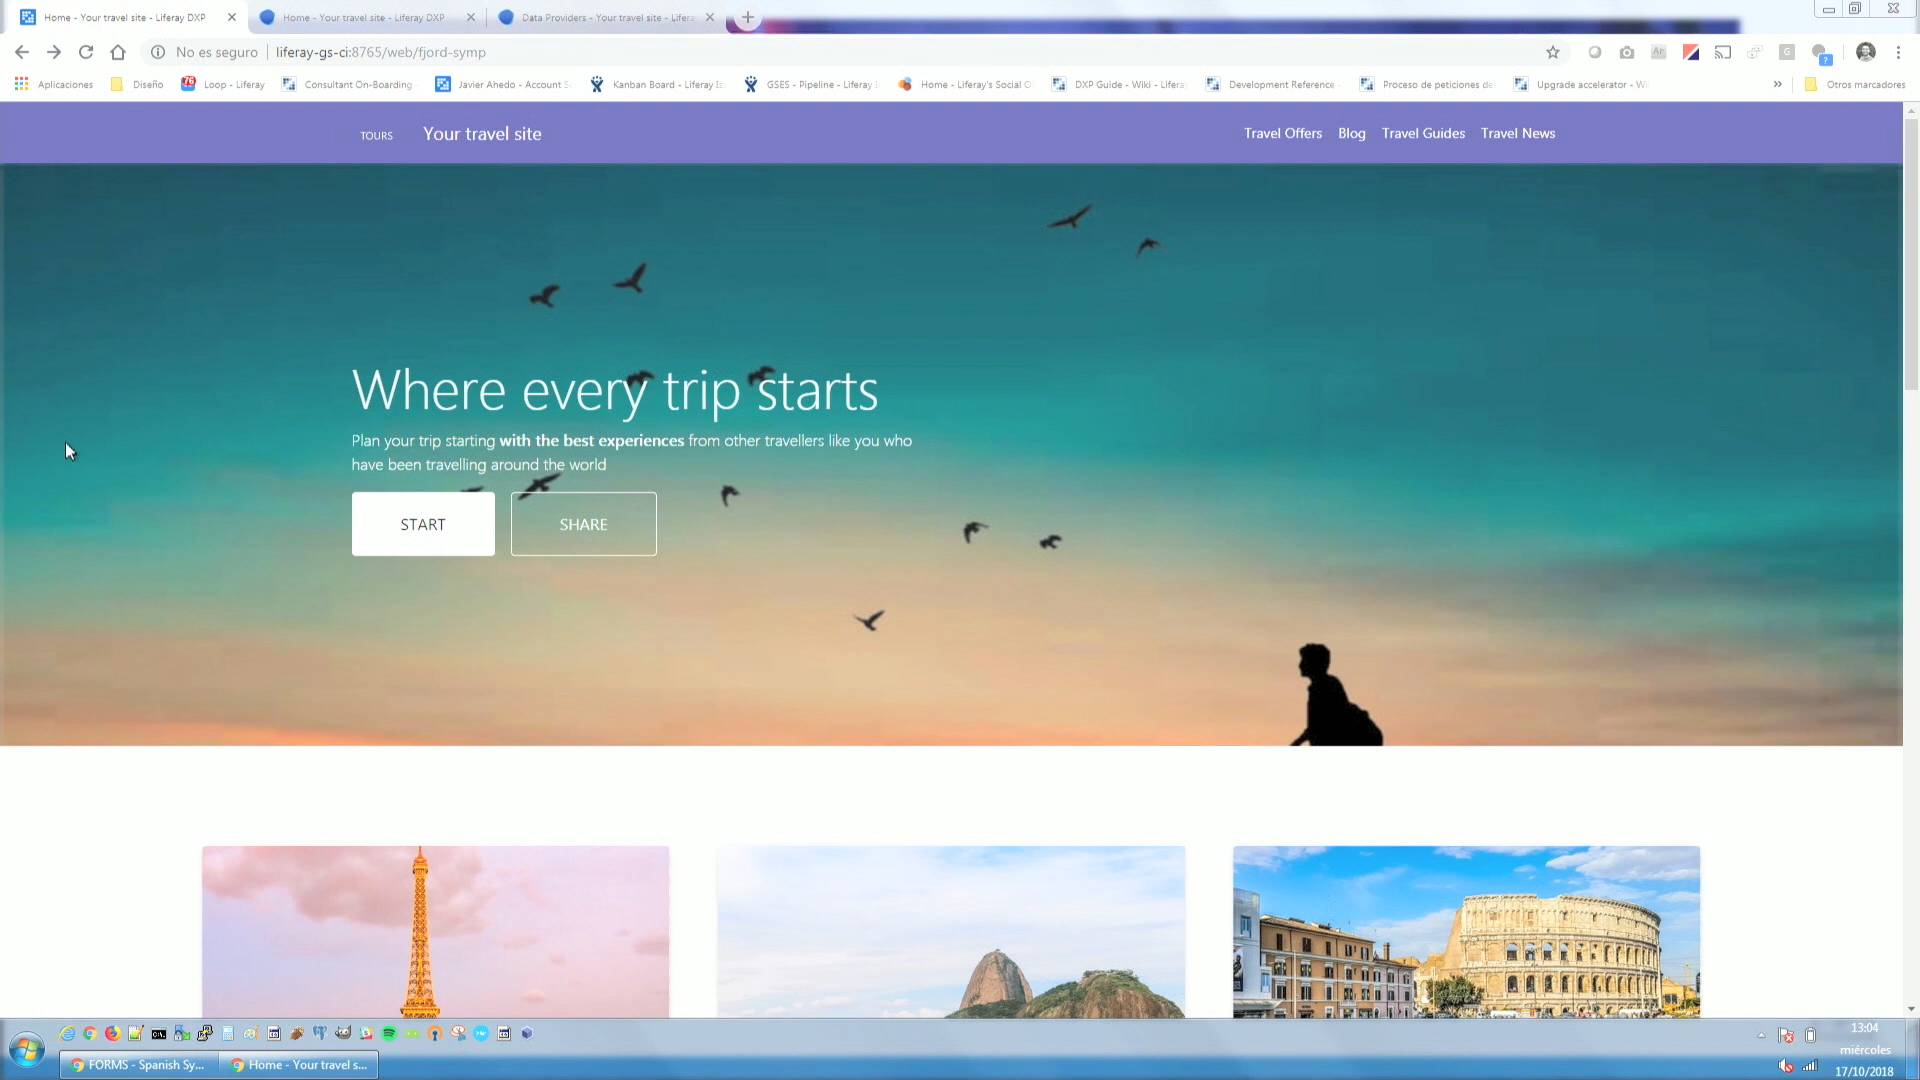 Home - Your travel site - Liferay DXP
Home - Your travel site - Liferay DXP
Data Providers - Your travel site - Lifera
No es seguro
liferay-gs-ci:8765/web/fjord-symp
Aplicaciones
Diseño
76
Loop - Liferay
Consultant On-Boarding
Javier Ahedo - Account S
Kanban Board - Liferay Is
GSES - Pipeline - Liferay I
Home - Liferay's Social O
DXP Guide - Wiki - Lifera
Development Reference
Proceso de peticiones de
Upgrade accelerator - Wi
Otros marcadores
TOURS
Your travel site
Travel Offers
Blog
Travel Guides
Travel News
Where every trip starts
Plan your trip starting with the best experiences from other travellers like you who
have been travelling around the world
START
SHARE
FORMS - Spanish Sy...
Home - Your travel s...
13:04
miércoles
17/10/2018